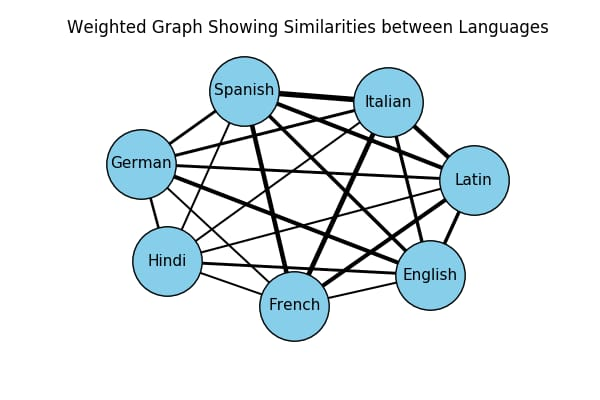 Weighted Graph Showing Similarities between Languages
Spanish
Italian
German
Latin
Hindi
English
French